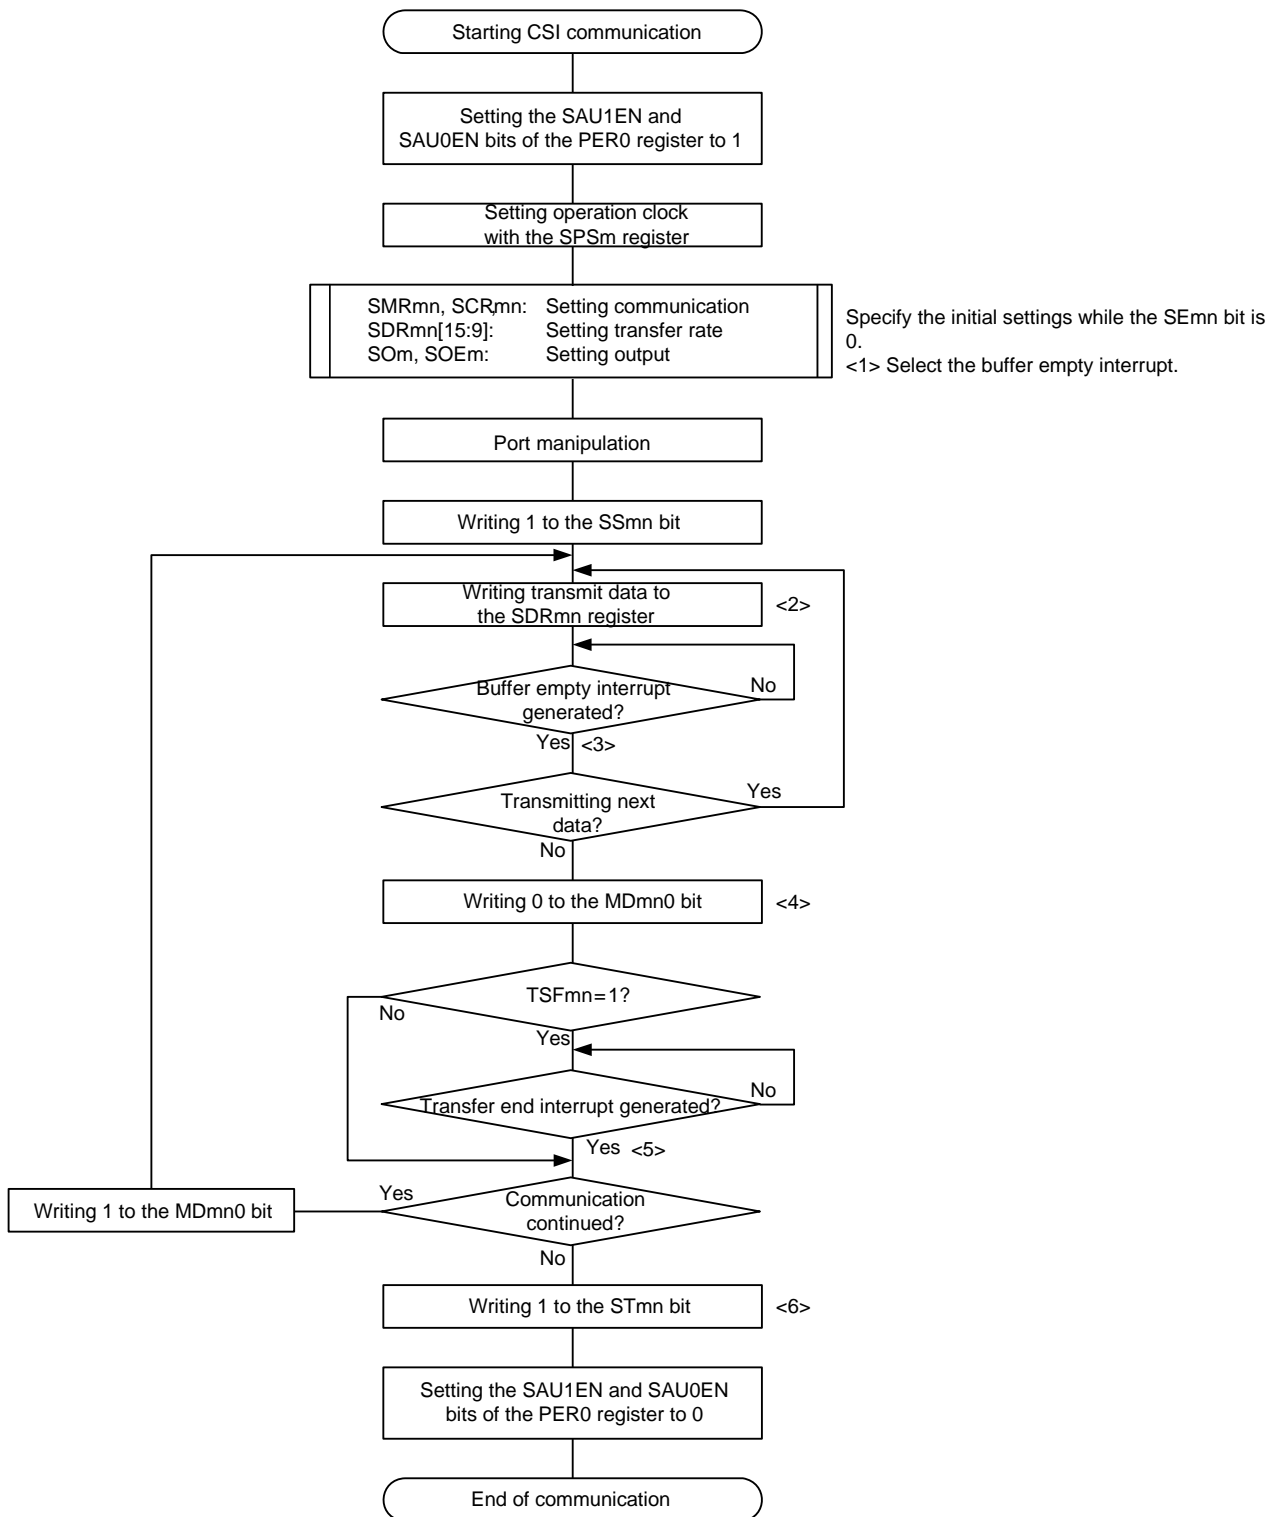 Starting CSI communication
Setting the SAU1EN and
SAU0EN bits of the PER0 register to 1
Setting operation clock
with the SPSm register
SMRmn, SCRmn: Setting communication
SDRmn[15:9]: Setting transfer rate
SOm, SOEm: Setting output
Specify the initial settings while the SEmn bit is
0.
<1> Select the buffer empty interrupt.
Port manipulation
Writing 1 to the SSmn bit
Writing transmit data to
the SDRmn register
<2>
Buffer empty interrupt
generated?
No
Yes <3>
Transmitting next
data?
Yes
No
Writing 0 to the MDmn0 bit
<4>
TSFmn=1?
No
Yes
Transfer end interrupt generated?
No
Yes <5>
Communication
continued?
Yes
Writing 1 to the MDmn0 bit
No
Writing 1 to the STmn bit
<6>
Setting the SAU1EN and SAU0EN
bits of the PER0 register to 0
End of communication